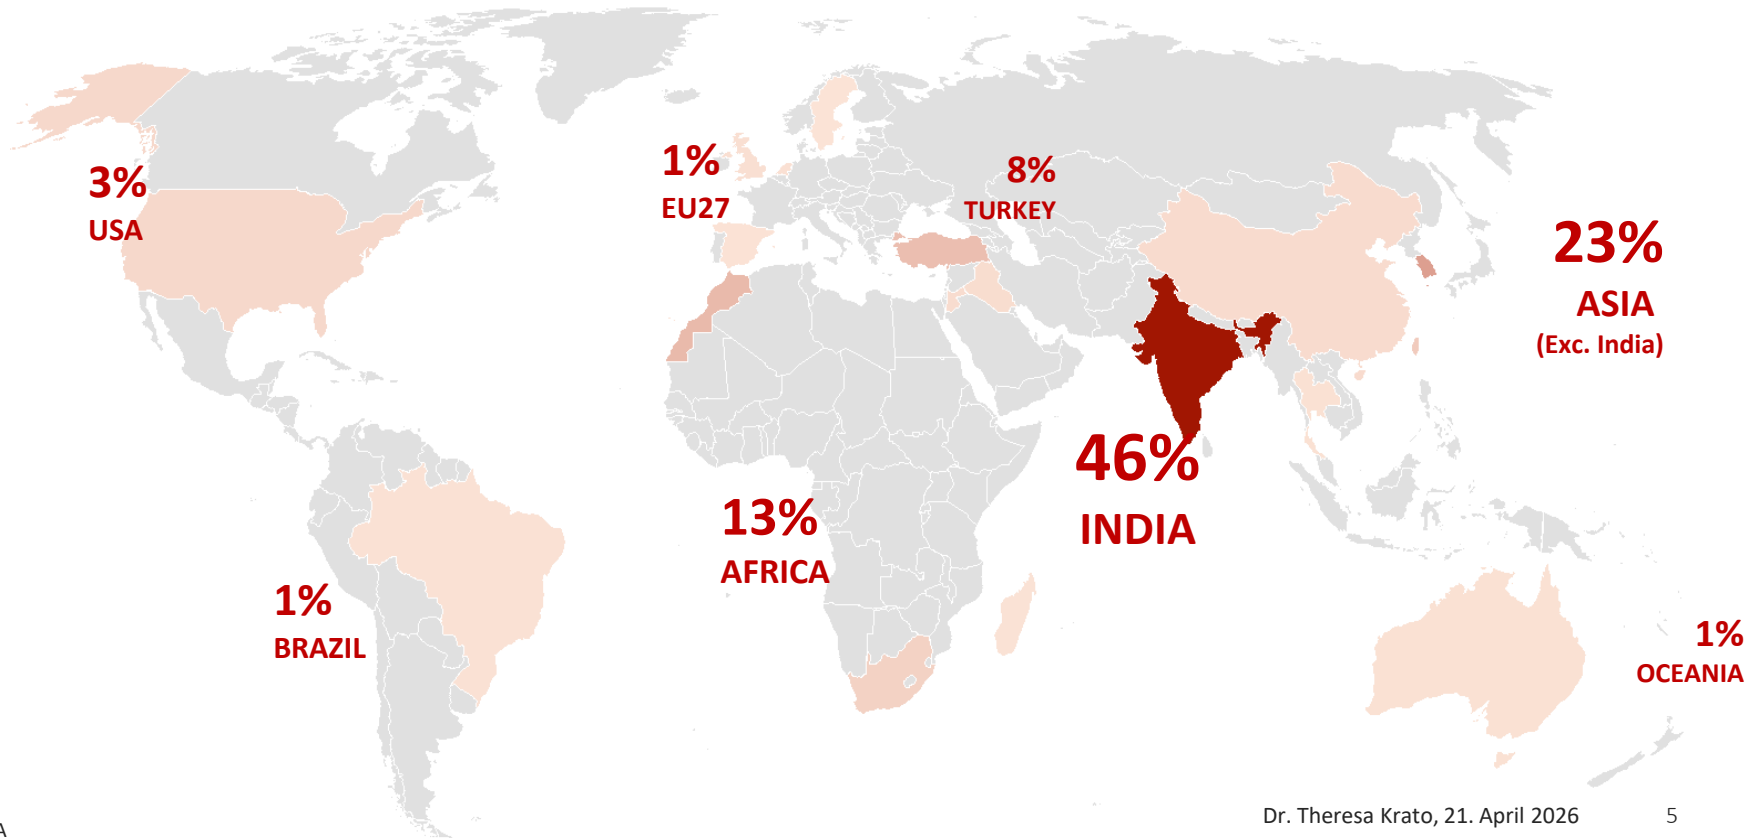 3%
USA
1%
EU27
8%
TURKEY
23%
ASIA
(Exc. India)
46%
INDIA
13%
AFRICA
1%
BRAZIL
1%
OCEANIA
Dr. Theresa Krato, 21. April 2026
5
A